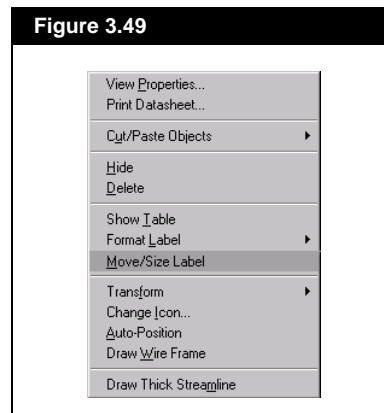 Figure 3.49
View Properties...
Print Datasheet...
Cut/Paste Objects
Hide
Delete
Show Table
Format Label
Move/Size Label
Transform
Change Icon...
Auto-Position
Draw Wire Frame
Draw Thick Streamline